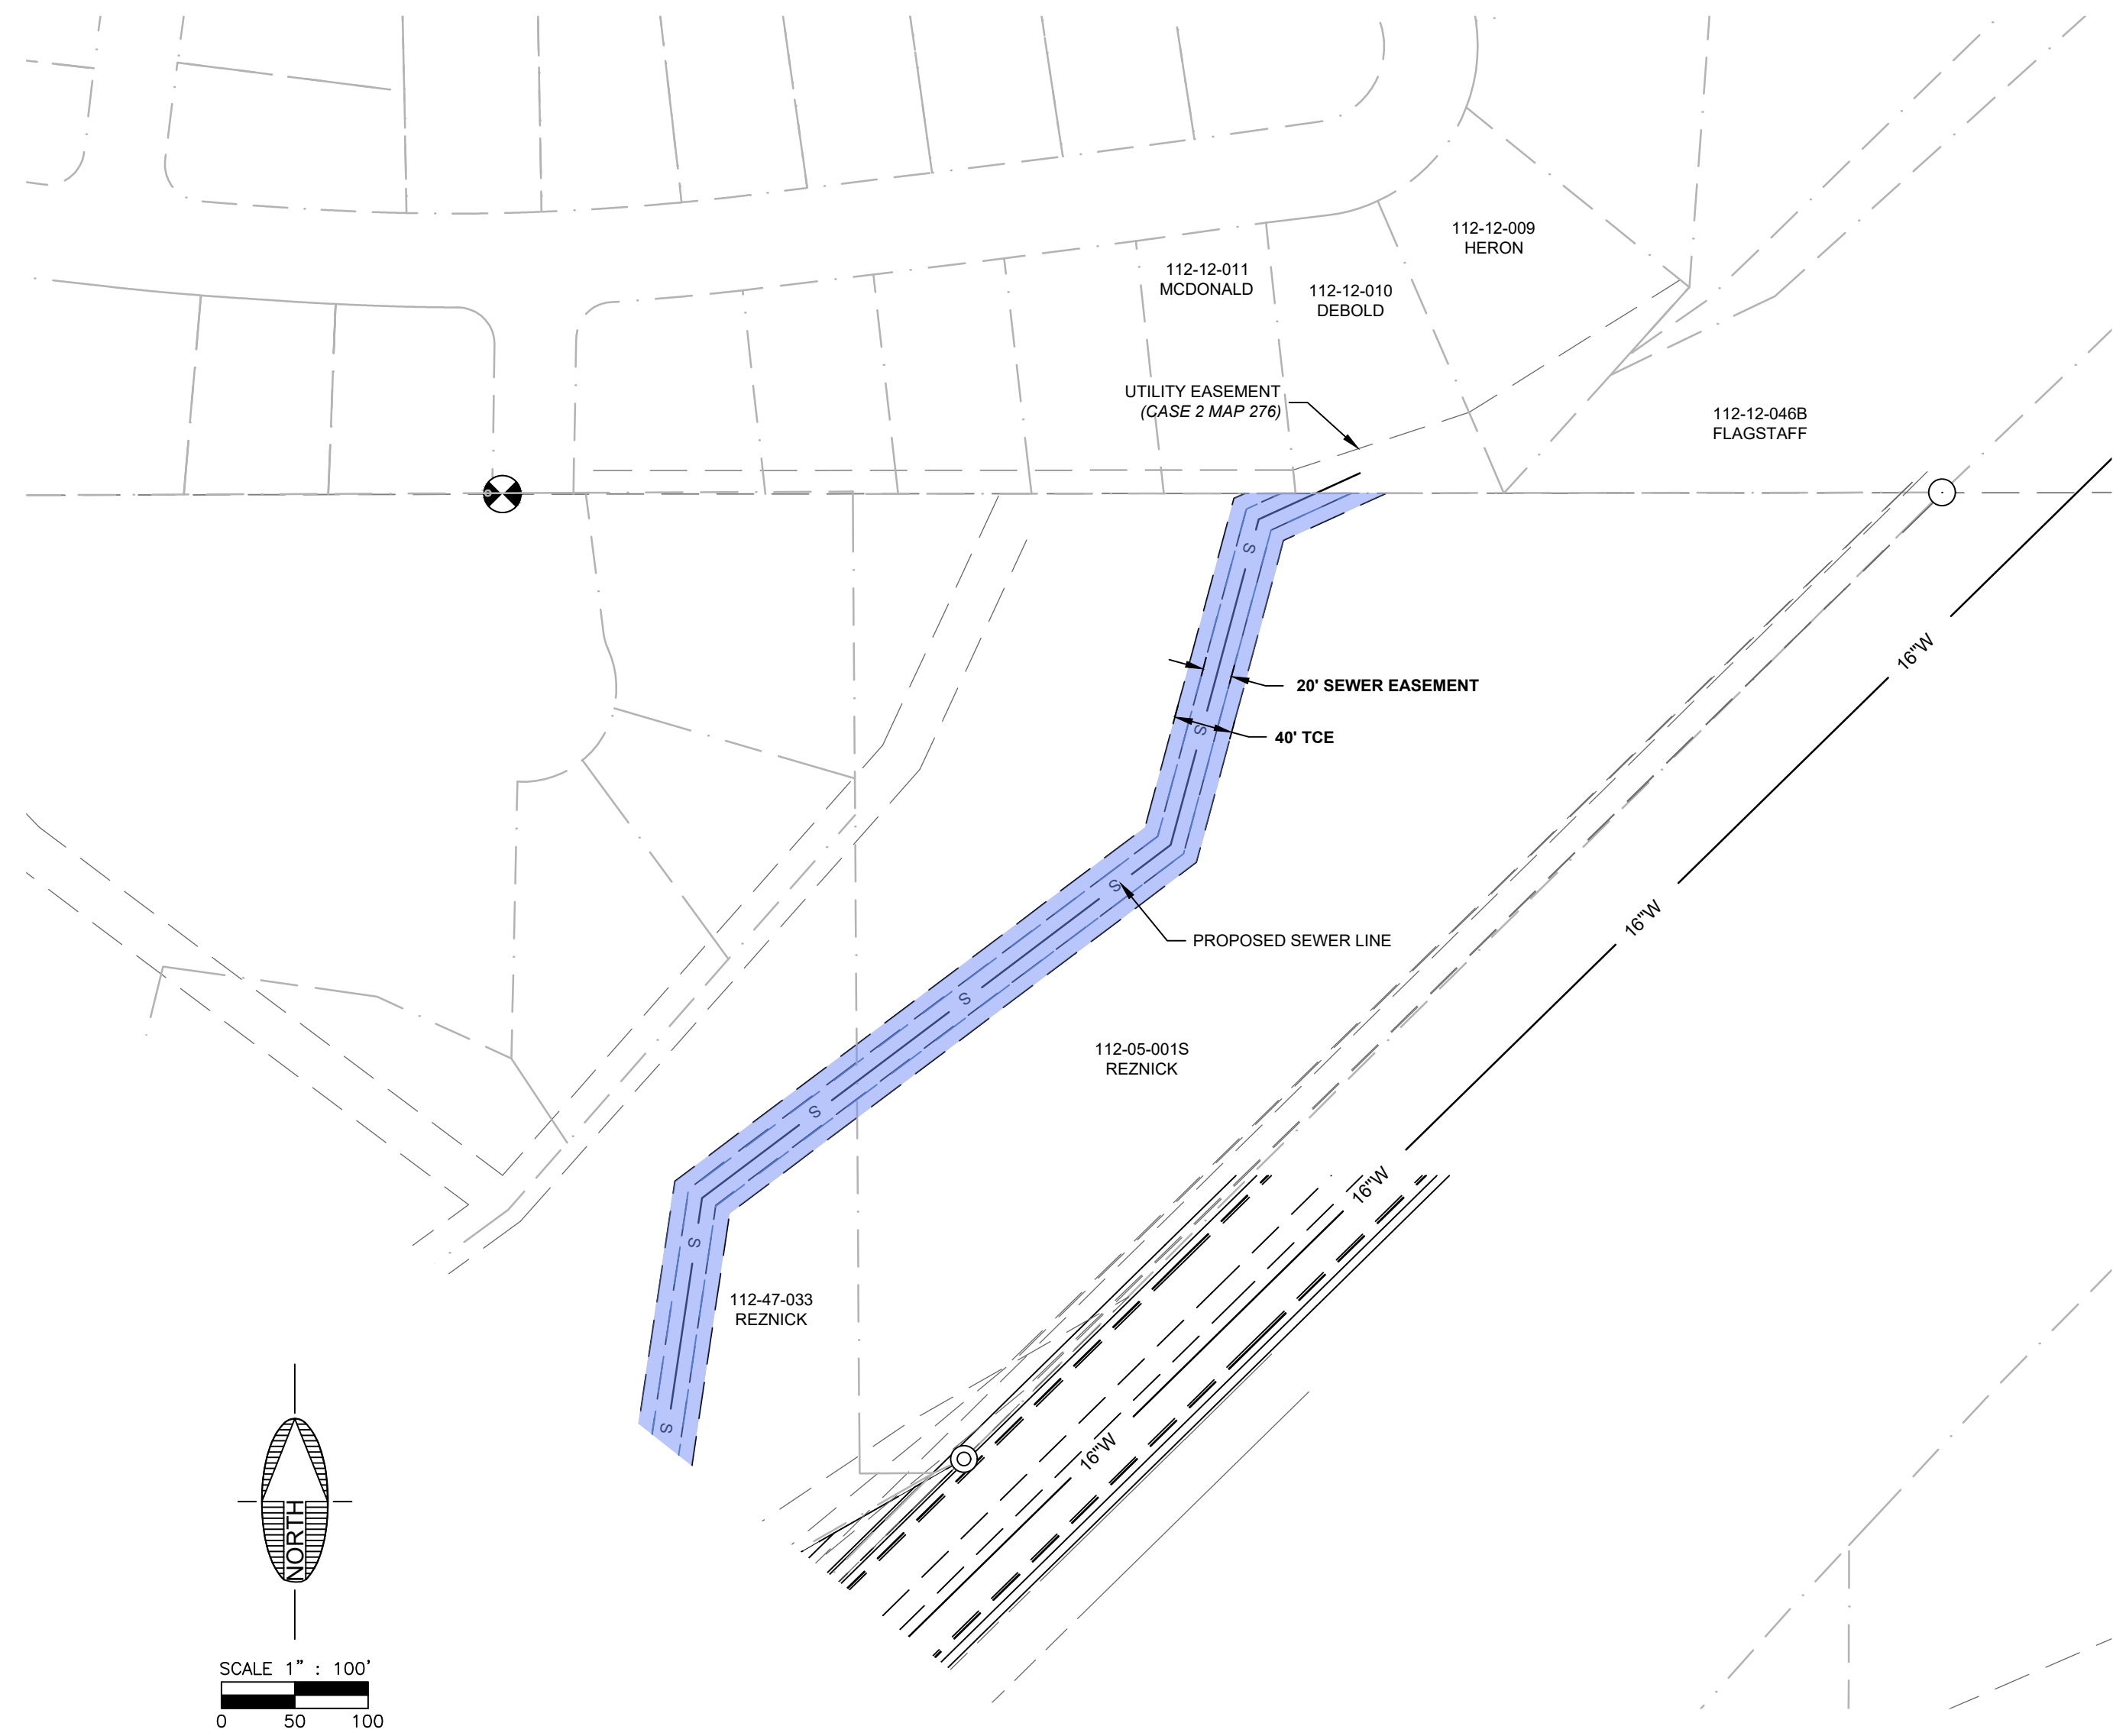 112-12-009
HERON
112-12-011
MCDONALD
112-12-010
DEBOLD
UTILITY EASEMENT
(CASE 2 MAP 276)
112-12-046B
FLAGSTAFF
S
16"W
20' SEWER EASEMENT
S
40' TCE
S
16"W
PROPOSED SEWER LINE
S
112-05-001S
REZNICK
S
16"W
S
112-47-033
REZNICK
S
16"W
NORTH
SCALE 1" : 100'
0 50 100